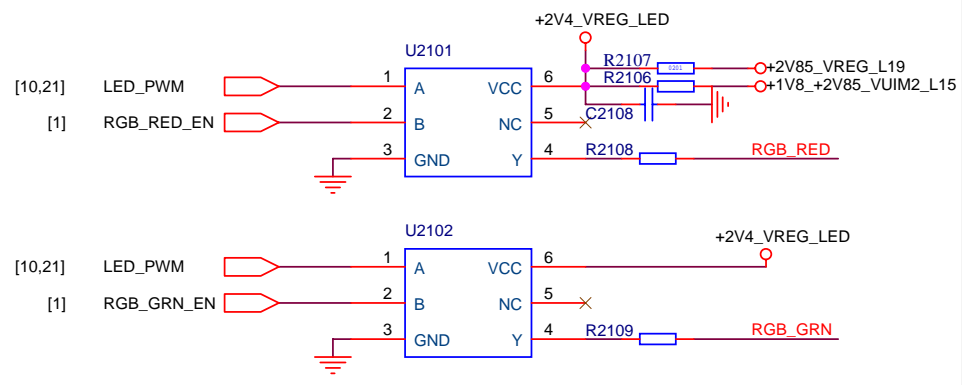 +2V4_VREG_LED
U2101
R2107 0201 +2V85_VREG_L19
[10,21] LED_PWM 1 A VCC 6 R2106 +1V8_+2V85_VUIM2_L15
[1] RGB_RED_EN 2 B NC 5 C2108
3 GND Y 4 R2108 RGB_RED
U2102
+2V4_VREG_LED
[10,21] LED_PWM 1 A VCC 6
[1] RGB_GRN_EN 2 B NC 5
3 GND Y 4 R2109 RGB_GRN